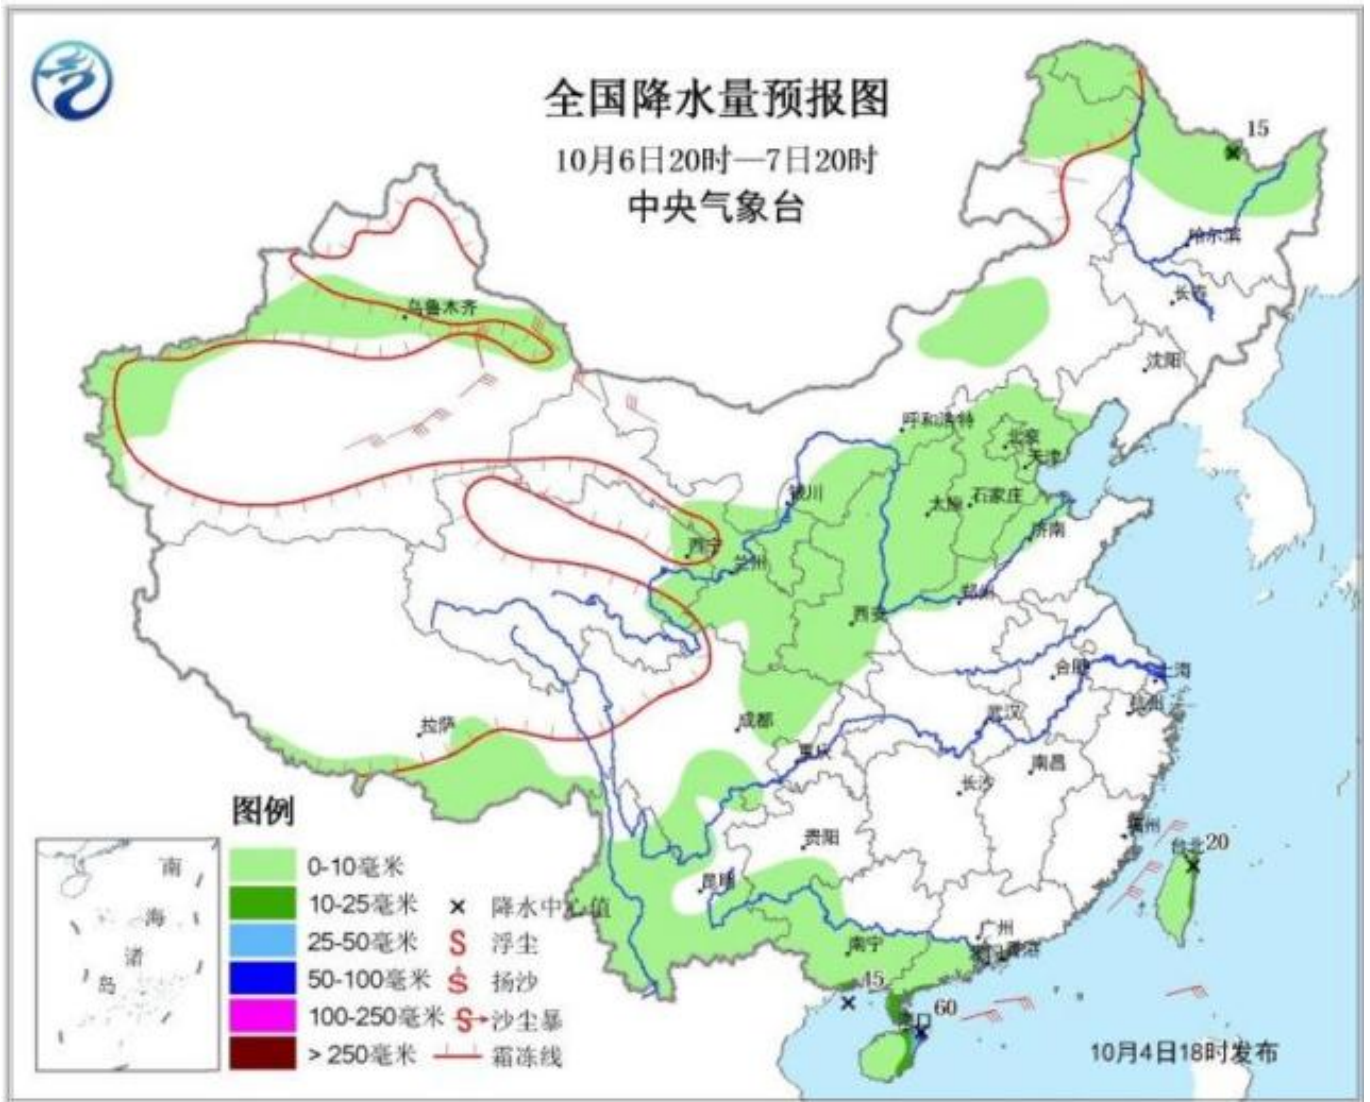 全国降水量预报图
10月6日20时—7日20时
中央气象台
15
哈尔滨
长春
乌鲁木齐
沈阳
呼和浩特
北京
天津
银川
石家庄
太原
济南
西宁
兰州
郑州
西安
合肥
上海
杭州
拉萨
成都
武汉
重庆
南昌
长沙
贵阳
福州
台北
20
昆明
广州
南宁
香港
45
海口
60
图例
0-10毫米
10-25毫米
25-50毫米
50-100毫米
100-250毫米
> 250毫米
降水中心值
浮尘
扬沙
沙尘暴
霜冻线
南
海
诸
岛
10月4日18时发布